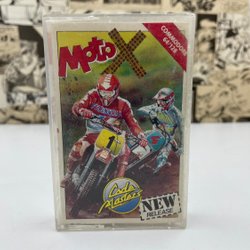 Moto X
COMMODORE
64/128
1
Code
Masters
NEW
RELEASE